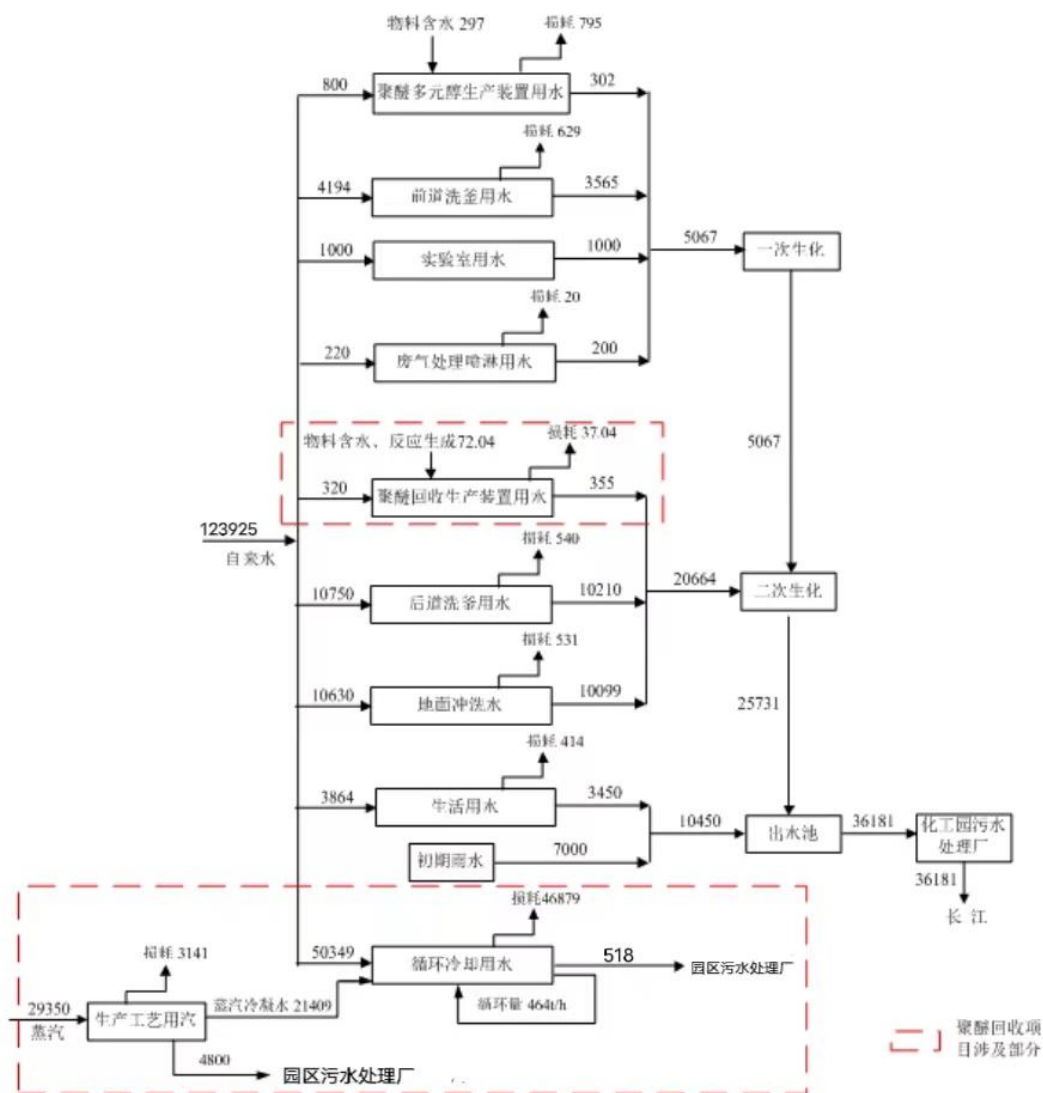 物料含水 297
损耗 795
800
聚醚多元醇生产装置用水
302
损耗 629
4194
前道洗釜用水
3565
1000
实验室用水
1000
5067
一次生化
损耗 20
220
废气处理喷淋用水
200
物料含水、反应生成72.04
损耗 37.04
5067
320
聚醚回收生产装置用水
355
123925
自来水
损耗 540
20664
二次生化
10750
后道洗釜用水
10210
损耗 531
10630
地面冲洗水
10099
25731
损耗 414
3864
生活用水
3450
10450
出水池
36181
化工园污水
处理厂
初期雨水
7000
36181
长 江
损耗46879
50349
循环冷却用水
518
园区污水处理厂
损耗 3141
循环量 464t/h
29350
蒸汽
生产工艺用汽
蒸汽冷凝水 21409
4800
园区污水处理厂
聚醚回收项
目涉及部分